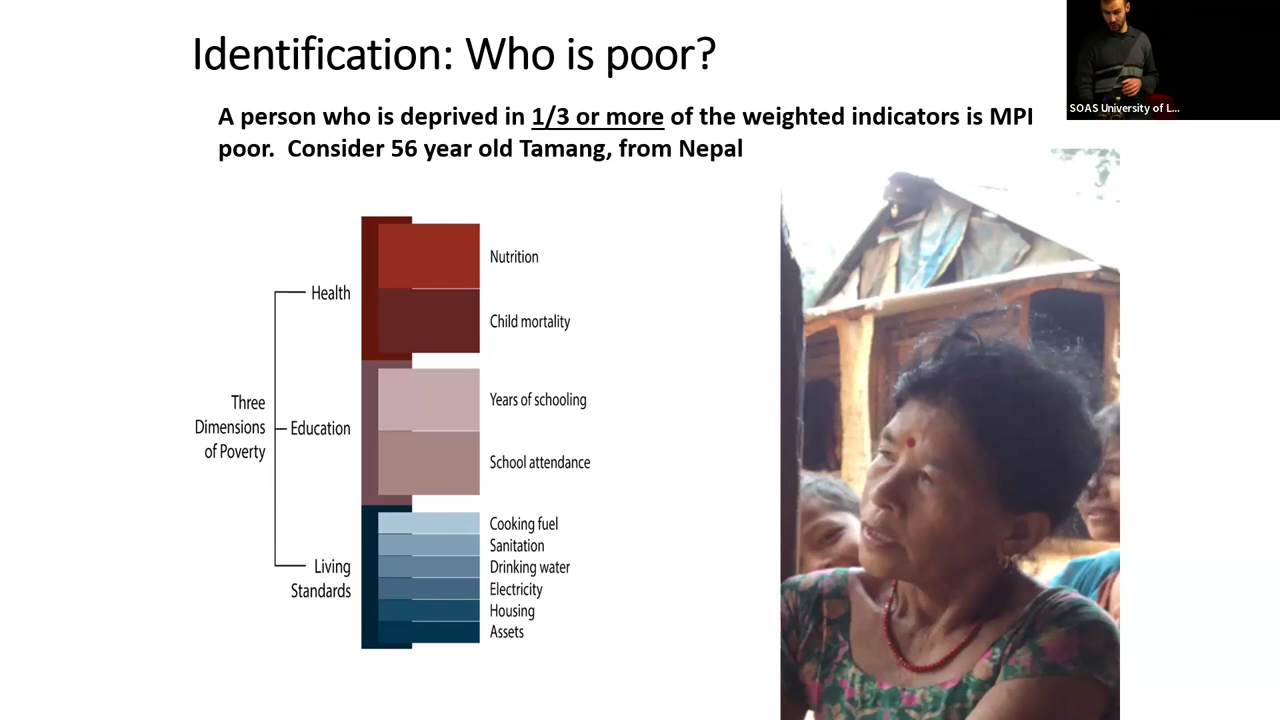 Identification: Who is poor?
SOAS University of L...
A person who is deprived in 1/3 or more of the weighted indicators is MPI
poor.  Consider 56 year old Tamang, from Nepal
Three
Dimensions
of Poverty
Health
Nutrition
Child mortality
Education
Years of schooling
School attendance
Living
Standards
Cooking fuel
Sanitation
Drinking water
Electricity
Housing
Assets